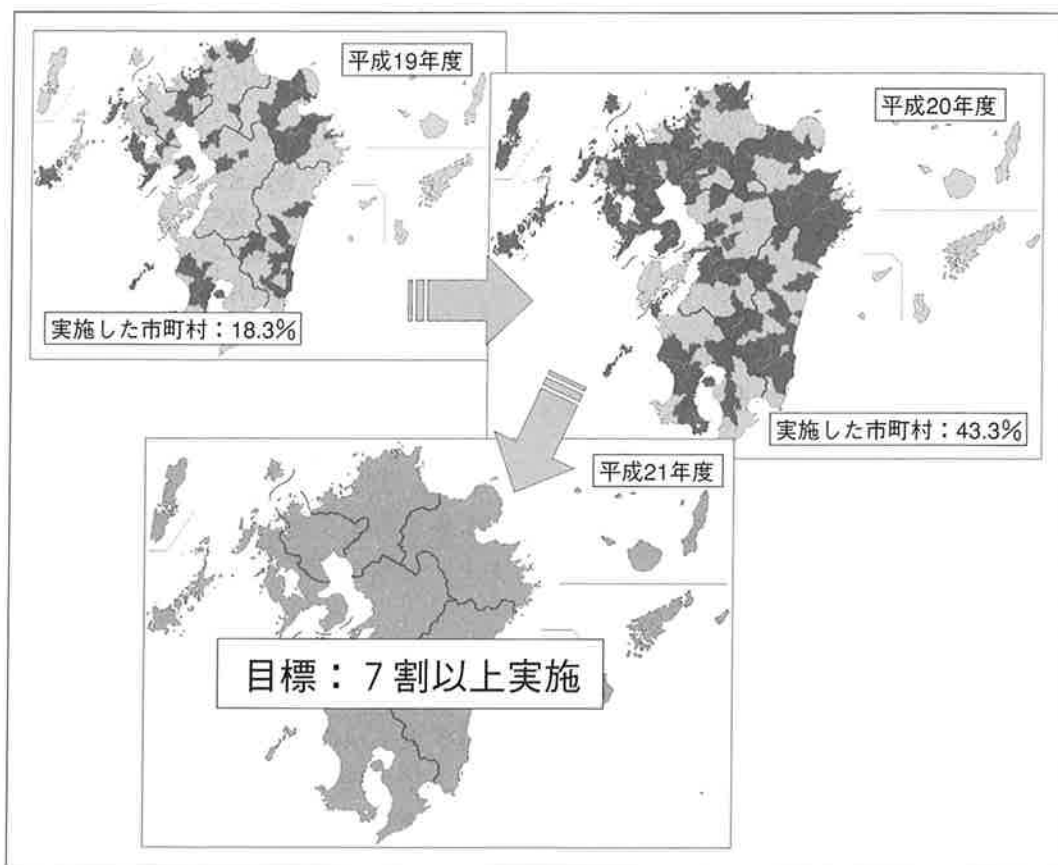 平成19年度
実施した市町村：18.3%
平成20年度
実施した市町村：43.3%
平成21年度
目標：７割以上実施